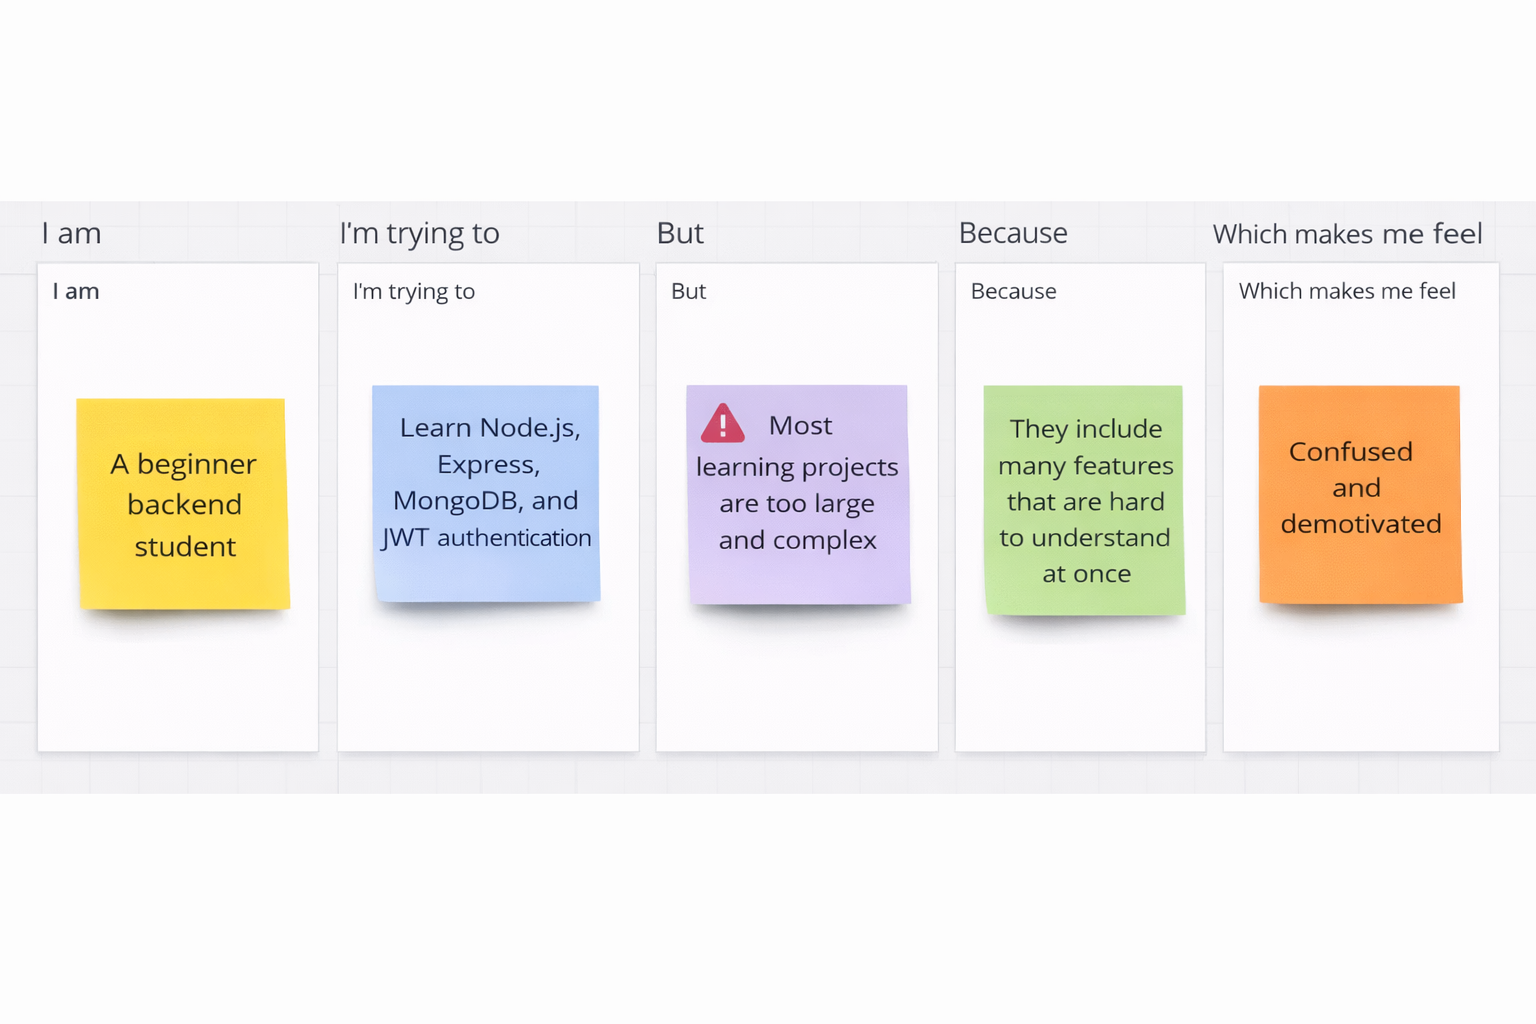 I am
I am
A beginner
backend
student
I'm trying to
I'm trying to
Learn Node.js,
Express,
MongoDB, and
JWT authentication
But
But
Most
learning projects
are too large
and complex
Because
Because
They include
many features
that are hard
to understand
at once
Which makes me feel
Which makes me feel
Confused
and
demotivated